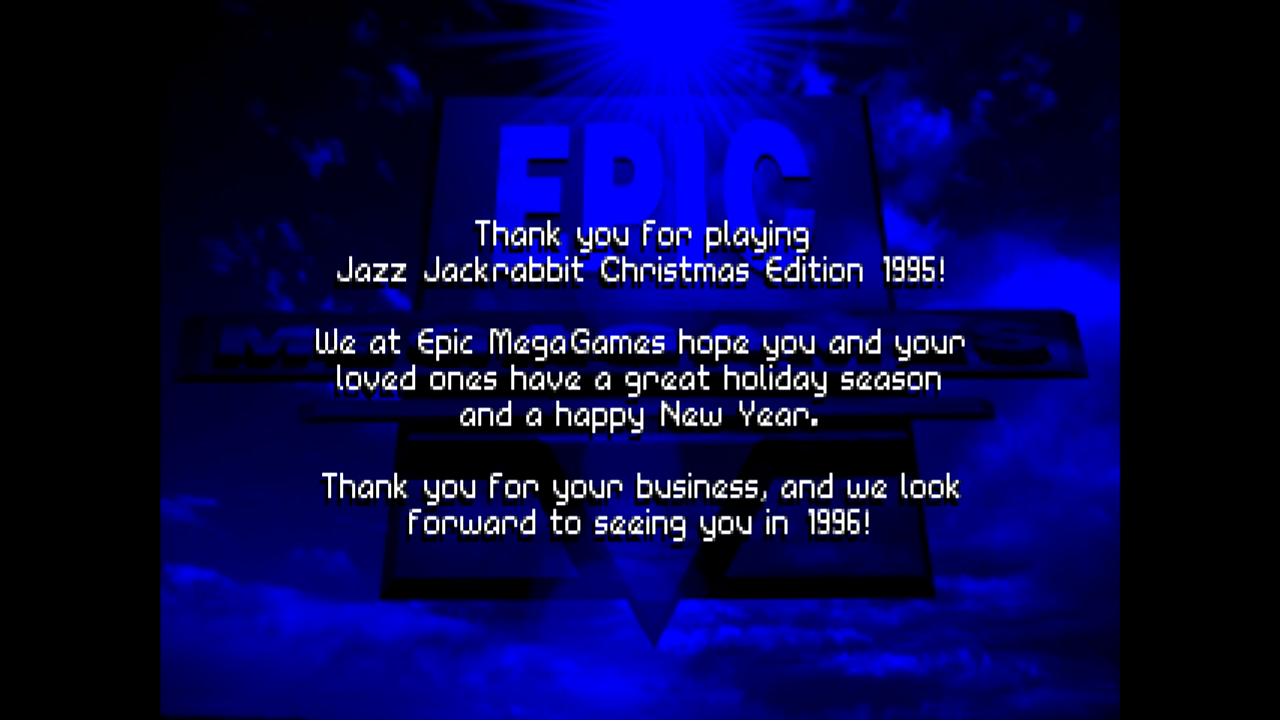 EPIC
Thank you for playing
Jazz Jackrabbit Christmas Edition 1995!
MEGAGAMES
We at Epic MegaGames hope you and your
loved ones have a great holiday season
and a happy New Year.
Thank you for your business, and we look
forward to seeing you in 1996!